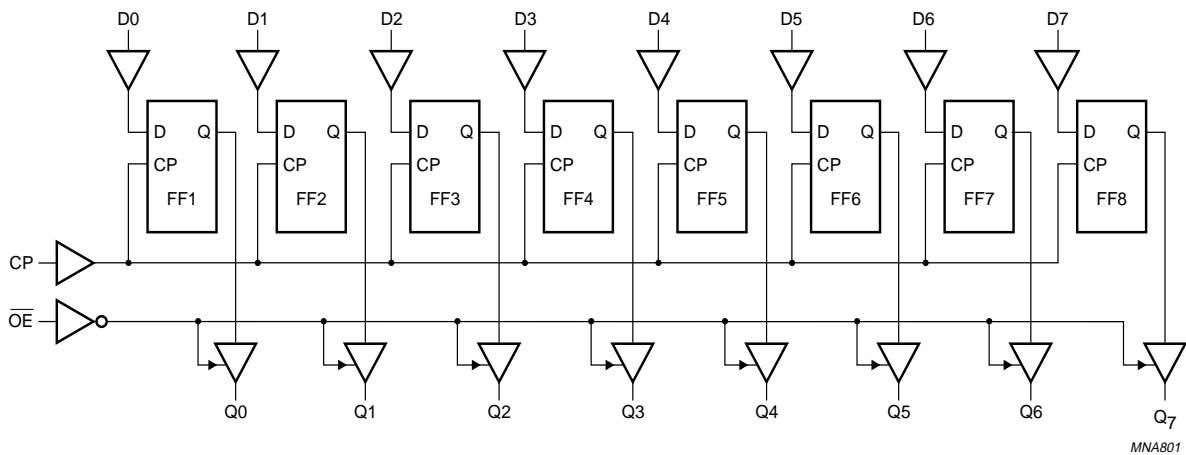 D0 D1 D2 D3 D4 D5 D6 D7
D Q D Q D Q D Q D Q D Q D Q D Q
CP CP CP CP CP CP CP CP
FF1 FF2 FF3 FF4 FF5 FF6 FF7 FF8
CP
O̅E̅
Q0 Q1 Q2 Q3 Q4 Q5 Q6 Q7
MNA801